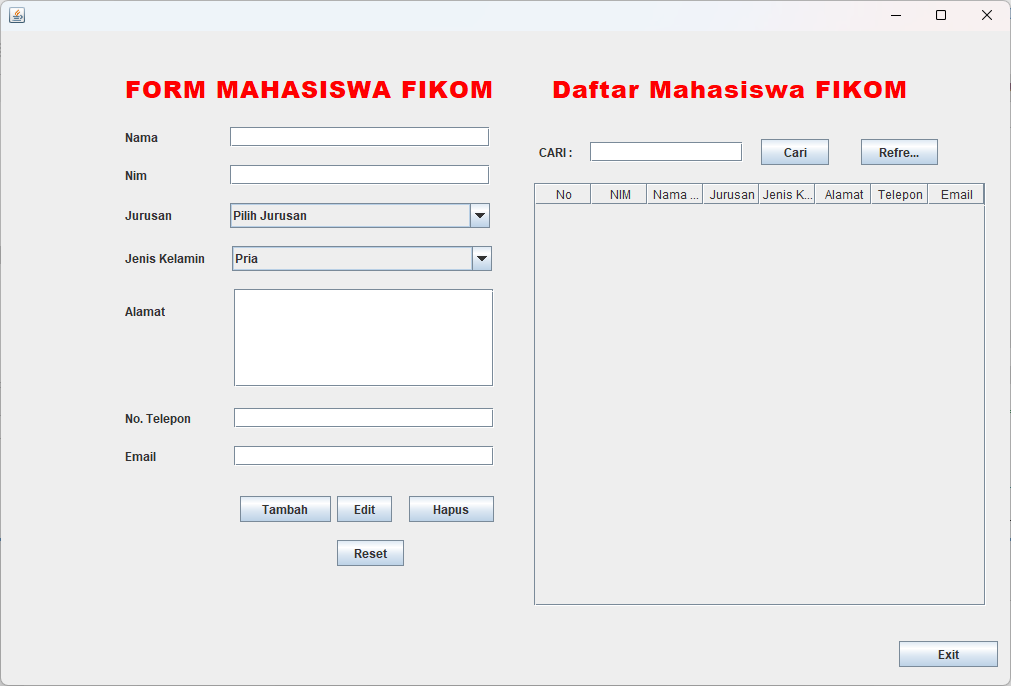 FORM MAHASISWA FIKOM
Nama
Nim
Jurusan Pilih Jurusan
Jenis Kelamin Pria
Alamat
No. Telepon
Email
Tambah Edit Hapus
Reset
Daftar Mahasiswa FIKOM
CARI : Cari Refre...
No NIM Nama ... Jurusan Jenis K... Alamat Telepon Email
Exit